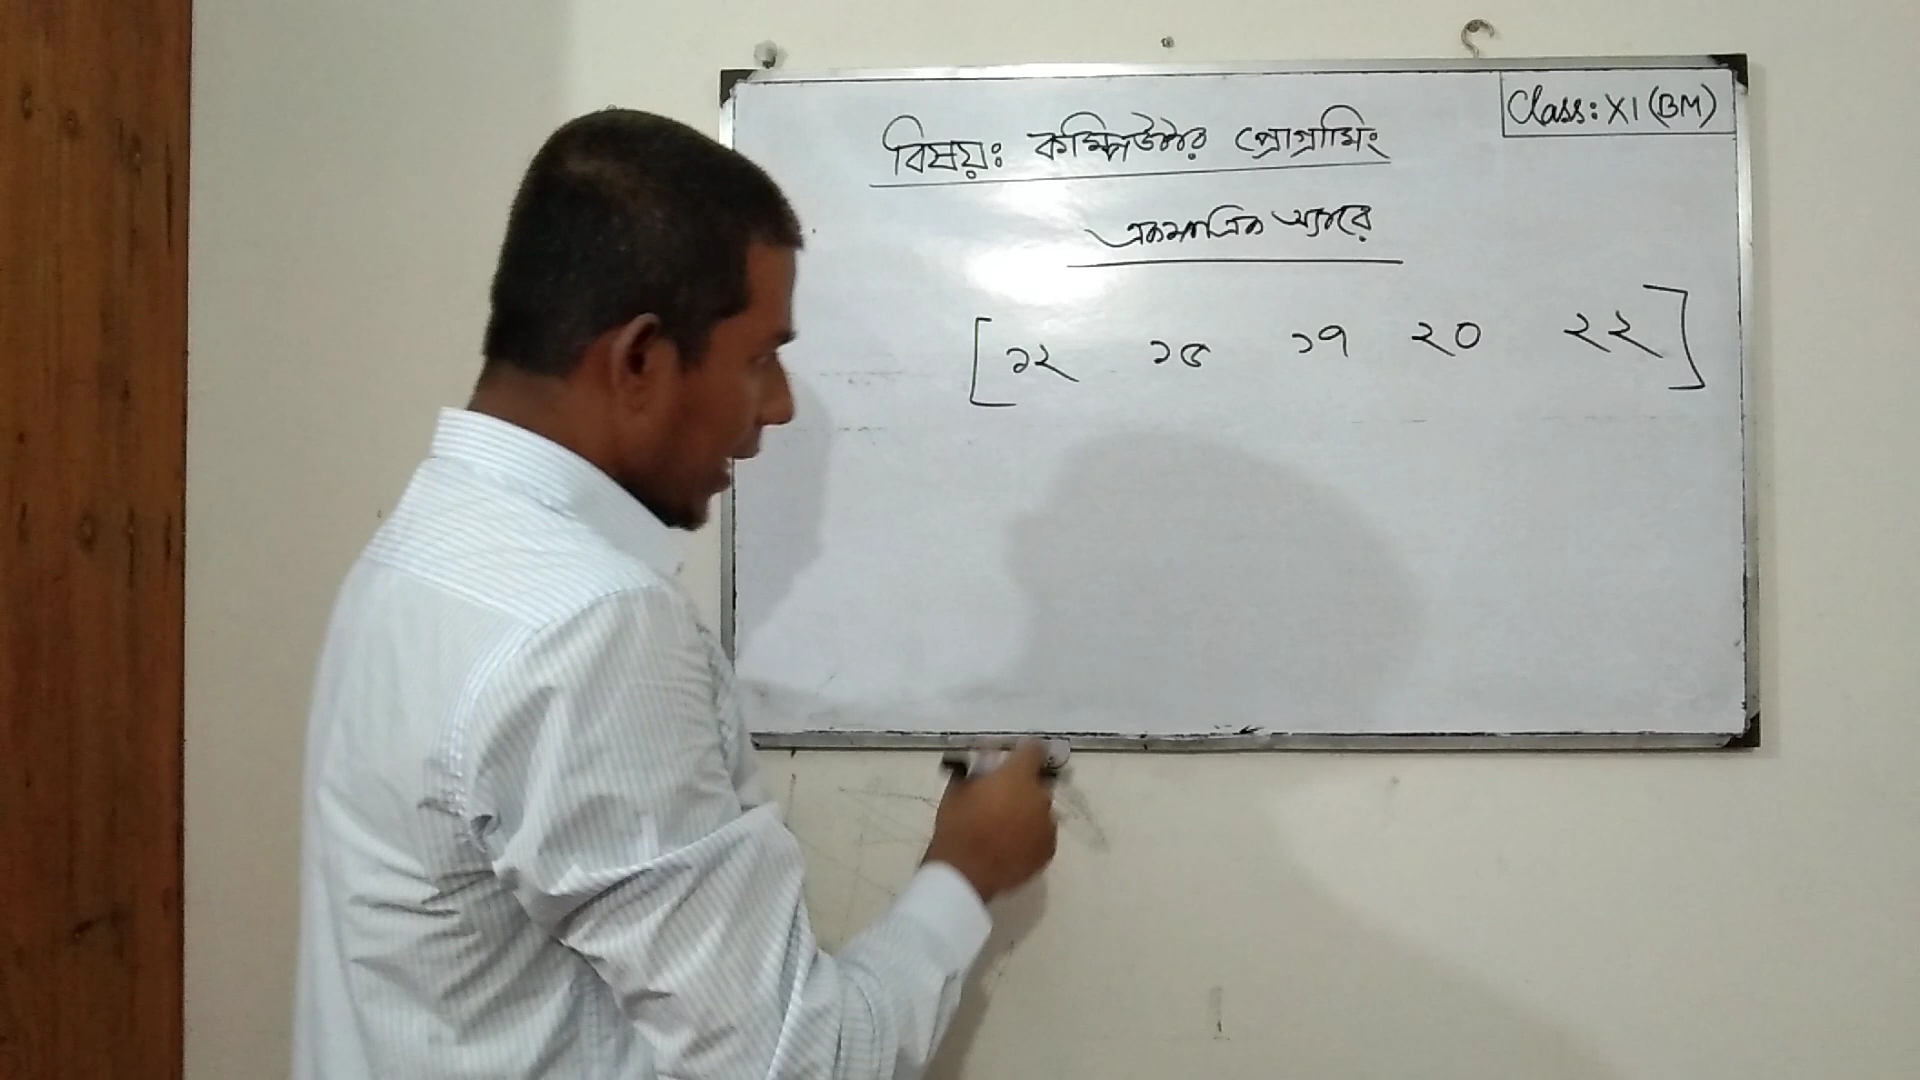 Class: XI (BM)
বিষয়ঃ কম্পিউটার প্রোগ্রামিং
একমাত্রিক অ্যারে
[ ১২ ১৫ ১৭ ২০ ২২ ]